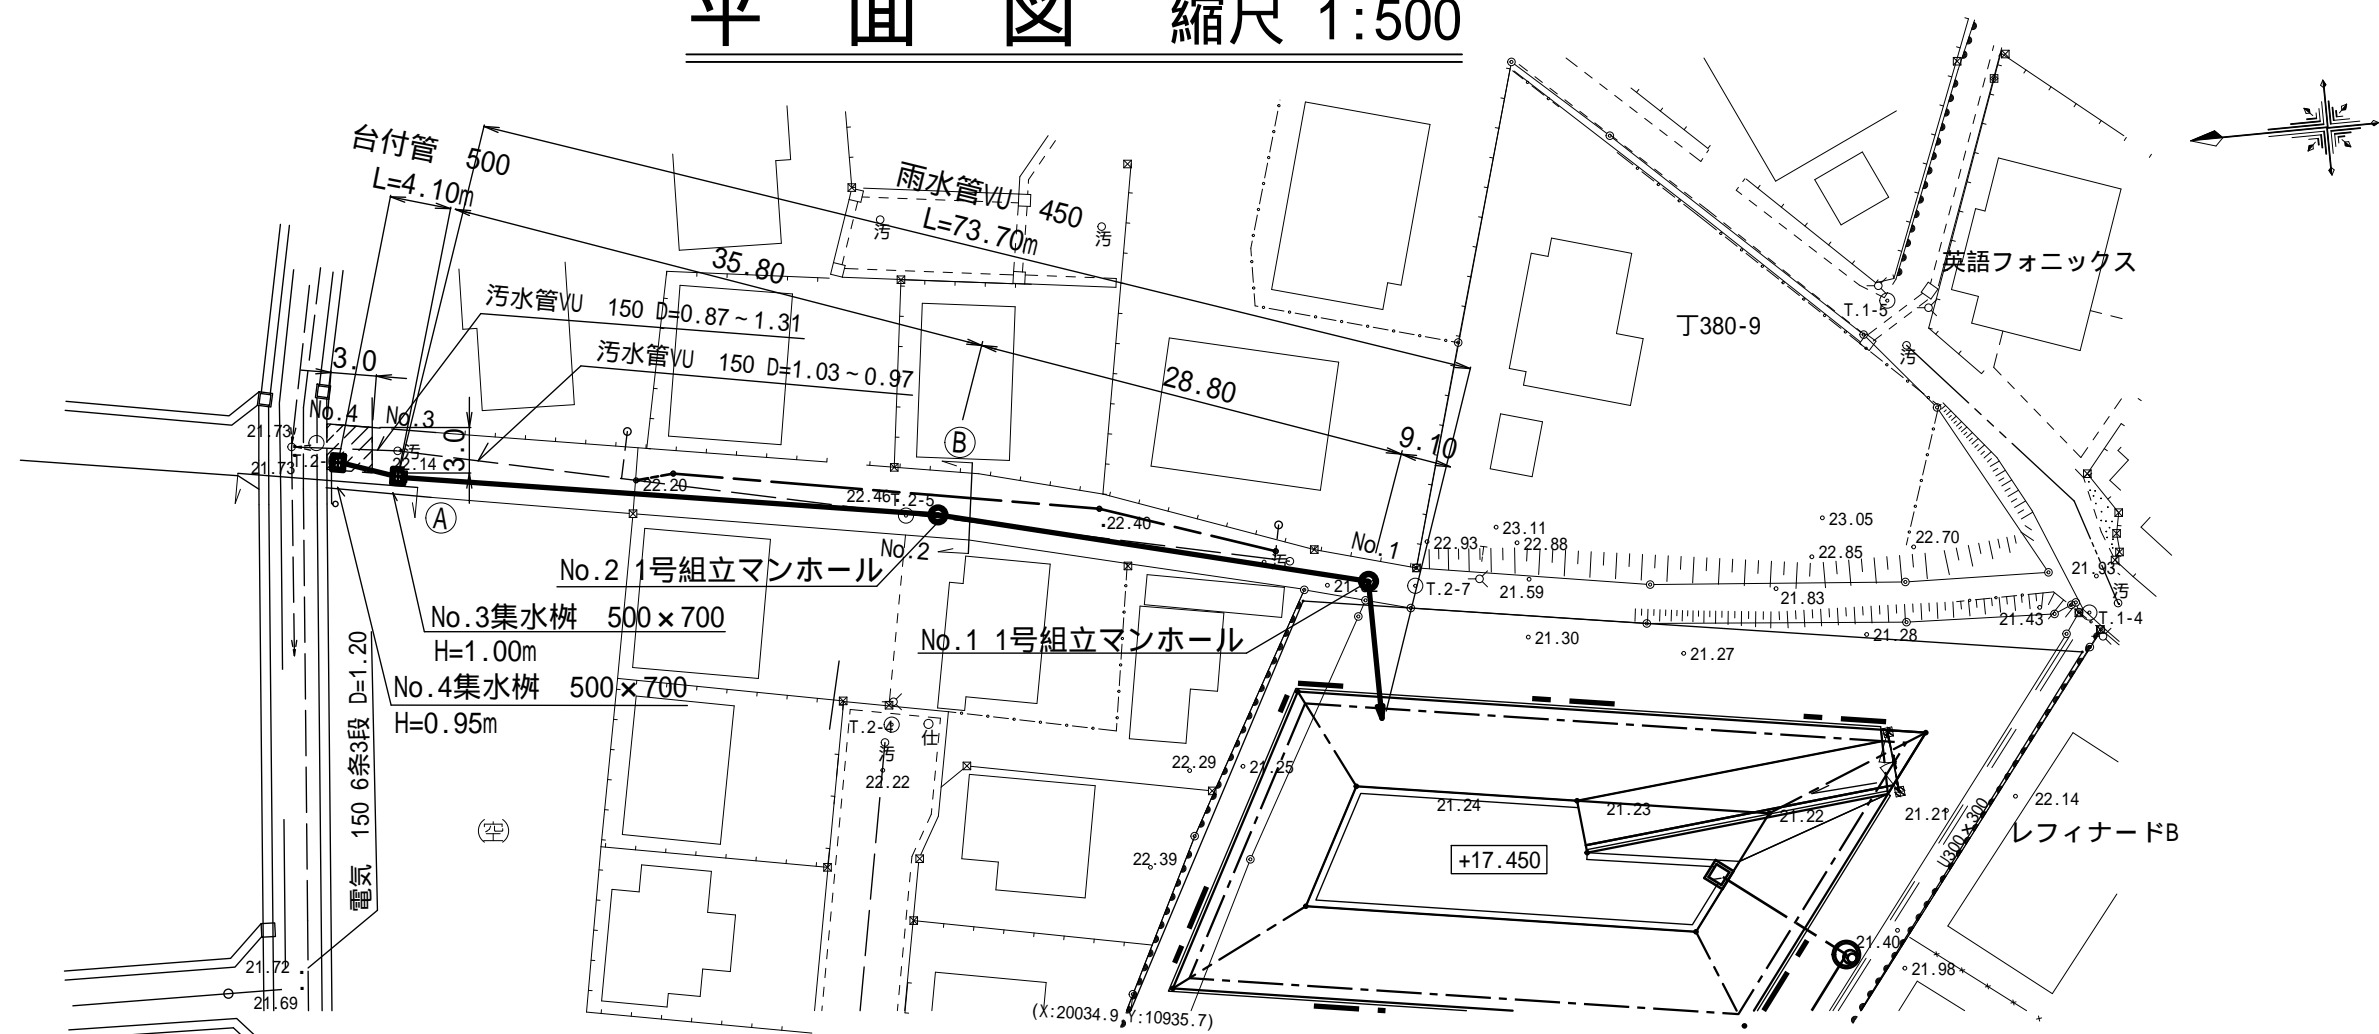 平 面 図 縮尺 1:500
台付管 500
L=4.10m
雨水管VU 450
L=73.70m
35.80
汚
汚
英語フォニックス
汚水管VU 150 D=0.87~1.31
T.1-5
丁380-9
汚水管VU 150 D=1.03~0.97
3.0
28.80
汚
No.4
No.3
21.73
9.10
B
汚
3.0
22.14
21.73
22.20
22.46
T.2-5
22.40
A
23.11
23.05
No.2
No.1
22.93
22.88
22.85
22.70
汚
21.93
No.2 1号組立マンホール
T.2-7
21.59
21.83
汚
21.43
T.1-4
No.3集水桝 500×700
H=1.00m
No.1 1号組立マンホール
21.30
21.28
21.27
No.4集水桝 500×700
H=0.95m
電気 150 6条3段 D=1.20
T.2-4
仕
汚
22.22
22.29
21.25
21.24
21.23
21.22
21.21
22.14
(空)
レフィナードB
U300×300
22.39
+17.450
21.40
21.98
21.72
21.69
(X:20034.9 Y:10935.7)